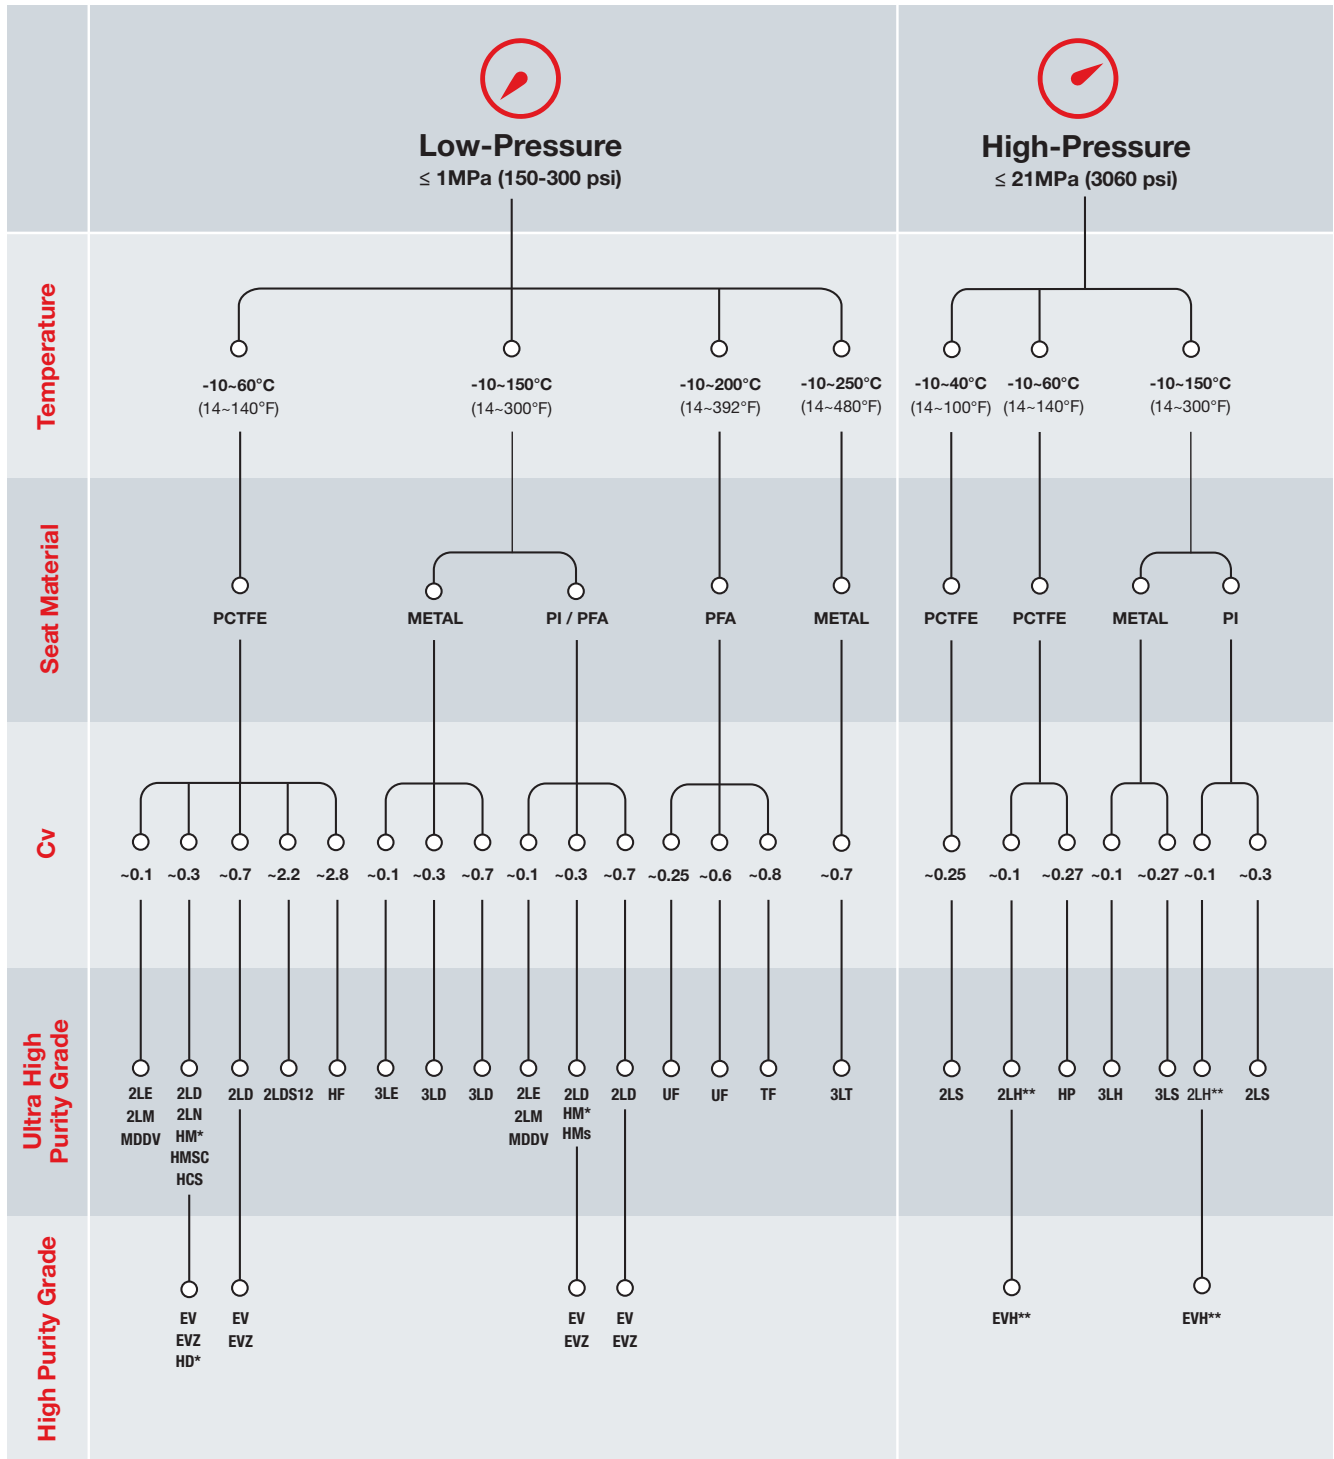 Low-Pressure
≤ 1MPa (150-300 psi)
High-Pressure
≤ 21MPa (3060 psi)
Temperature
-10~60°C
(14~140°F)
-10~150°C
(14~300°F)
-10~200°C
(14~392°F)
-10~250°C
(14~480°F)
-10~40°C
(14~100°F)
-10~60°C
(14~140°F)
-10~150°C
(14~300°F)
Seat Material
PCTFE
METAL
PI / PFA
PFA
METAL
PCTFE
PCTFE
METAL
PI
Cv
~0.1
~0.3
~0.7
~2.2
~2.8
~0.1
~0.3
~0.7
~0.1
~0.3
~0.7
~0.25
~0.6
~0.8
~0.7
~0.25
~0.1
~0.27
~0.1
~0.27
~0.1
~0.3
Ultra High
Purity Grade
2LE
2LM
MDDV
2LD
2LN
HM*
HMSC
HCS
2LD
2LDS12
HF
3LE
3LD
3LD
2LE
2LM
MDDV
2LD
HM*
HMs
2LD
UF
UF
TF
3LT
2LS
2LH**
HP
3LH
3LS
2LH**
2LS
High Purity Grade
EV
EVZ
HD*
EV
EVZ
EV
EVZ
EV
EVZ
EVH**
EVH**